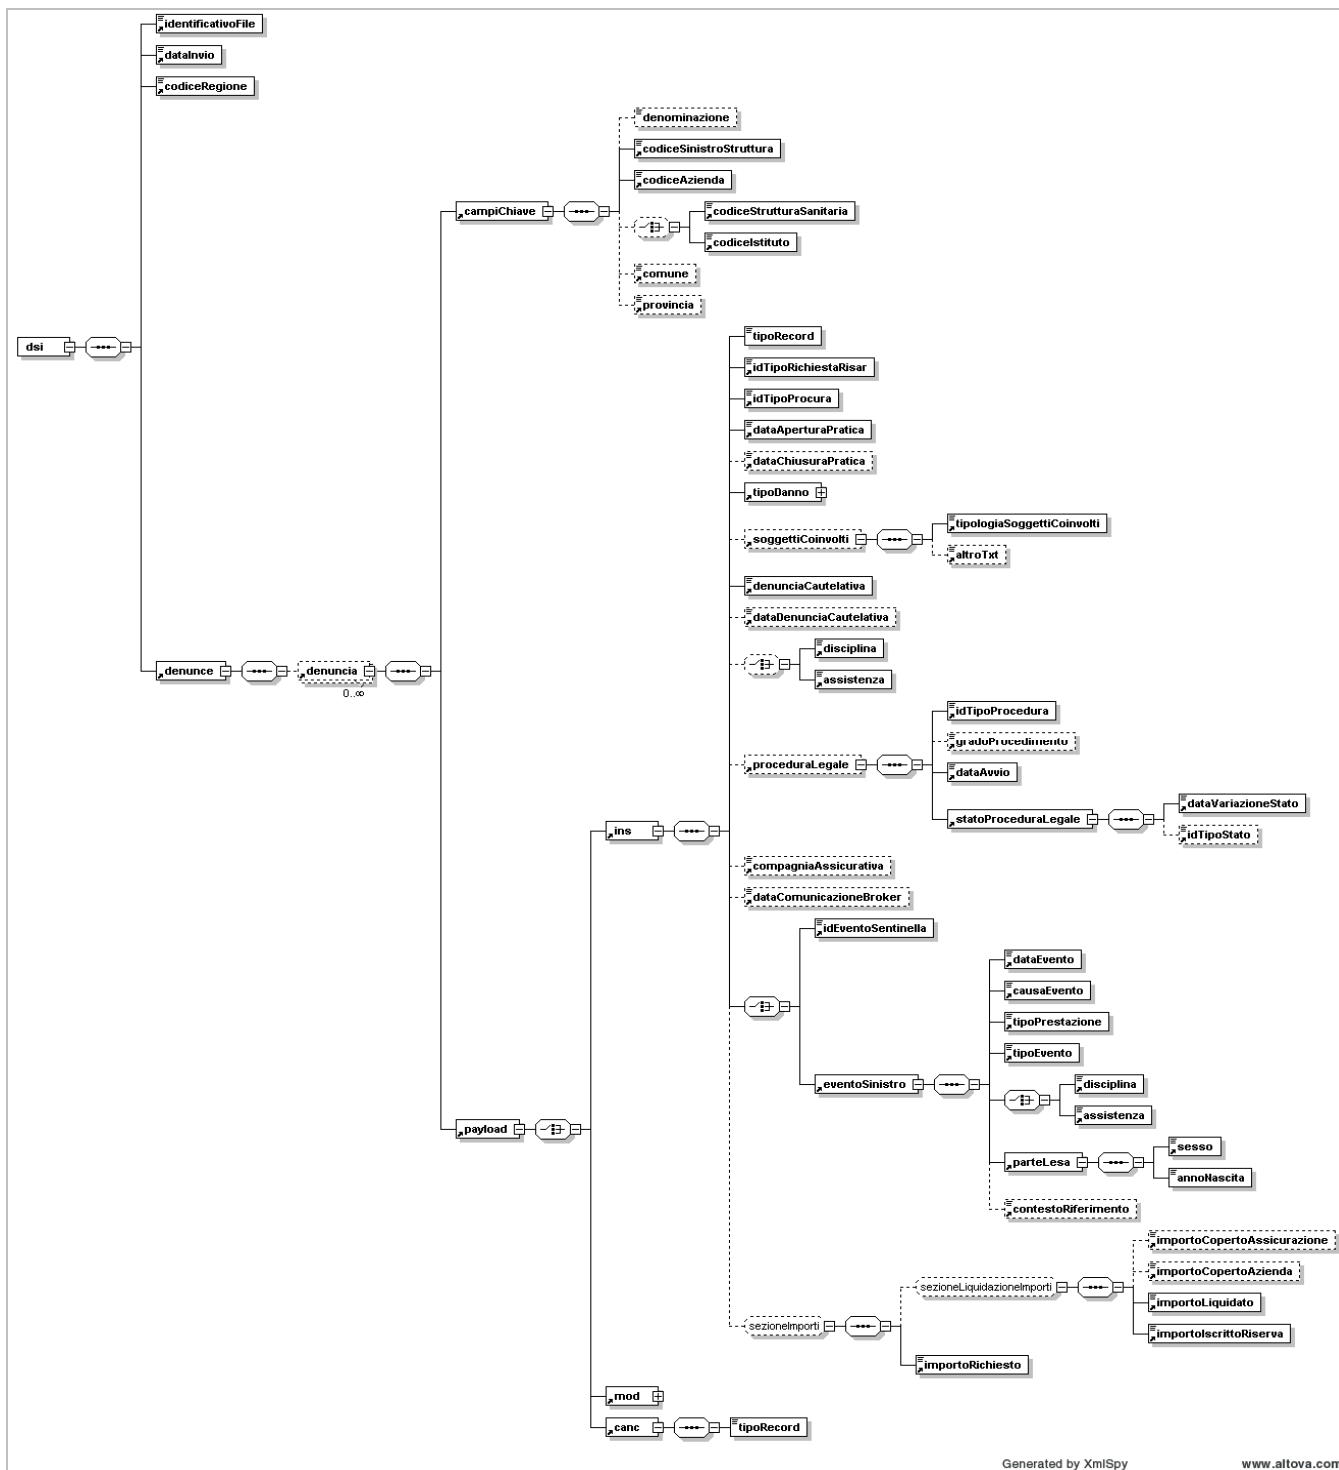 identificativoFile
dataInvio
codiceRegione
denominazione
codiceSinistroStruttura
codiceAzienda
campiChiave
codiceStrutturaSanitaria
codiceIstituto
comune
provincia
dsi
tipoRecord
idTipoRichiestaRisar
idTipoProcura
dataAperturaPratica
dataChiusuraPratica
tipoDanno
soggettiCoinvolti
tipologiaSoggettiCoinvolti
altroTxt
denunciaCautelativa
dataDenunciaCautelativa
disciplina
assistenza
denunce
denuncia
0..∞
proceduraLegale
idTipoProcedura
gradoProcedimento
dataAvvio
statoProceduraLegale
dataVariazioneStato
idTipoStato
ins
compagniaAssicurativa
dataComunicazioneBroker
idEventoSentinella
dataEvento
causaEvento
tipoPrestazione
tipoEvento
eventoSinistro
disciplina
assistenza
payload
parteLesa
sesso
annoNascita
contestoRiferimento
importoCopertoAssicurazione
importoCopertoAzienda
sezioneLiquidazioneImporti
importoLiquidato
importoIscrittoRiserva
sezioneImporti
importoRichiesto
mod
canc
tipoRecord
Generated by XmlSpy
www.altova.com